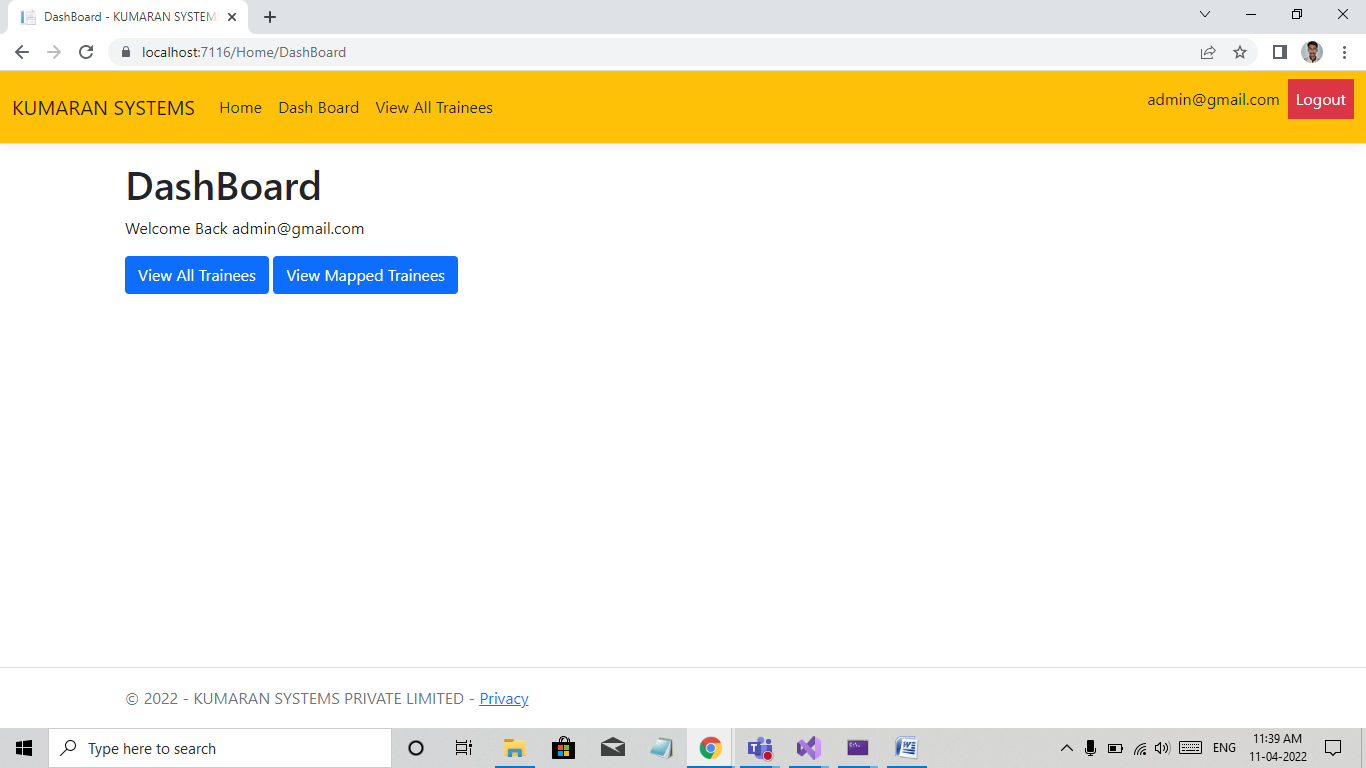 DashBoard - KUMARAN SYSTEM
localhost:7116/Home/DashBoard
KUMARAN SYSTEMS Home Dash Board View All Trainees admin@gmail.com Logout
DashBoard
Welcome Back admin@gmail.com
View All Trainees View Mapped Trainees
© 2022 - KUMARAN SYSTEMS PRIVATE LIMITED - Privacy
Type here to search ENG 11:39 AM
11-04-2022